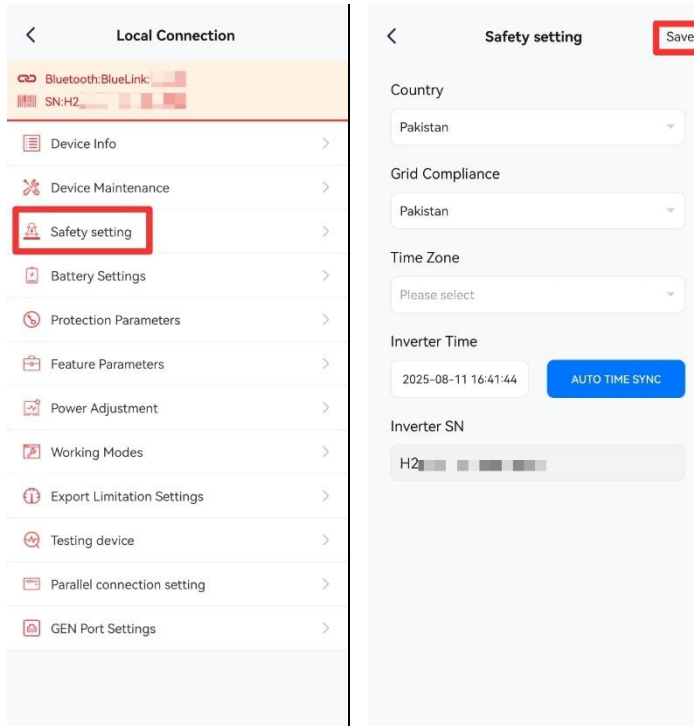 Local Connection
Bluetooth:BlueLink:
SN:H2
Device Info
Device Maintenance
Safety setting
Battery Settings
Protection Parameters
Feature Parameters
Power Adjustment
Working Modes
Export Limitation Settings
Testing device
Parallel connection setting
GEN Port Settings
Safety setting
Save
Country
Pakistan
Grid Compliance
Pakistan
Time Zone
Please select
Inverter Time
2025-08-11 16:41:44
AUTO TIME SYNC
Inverter SN
H2